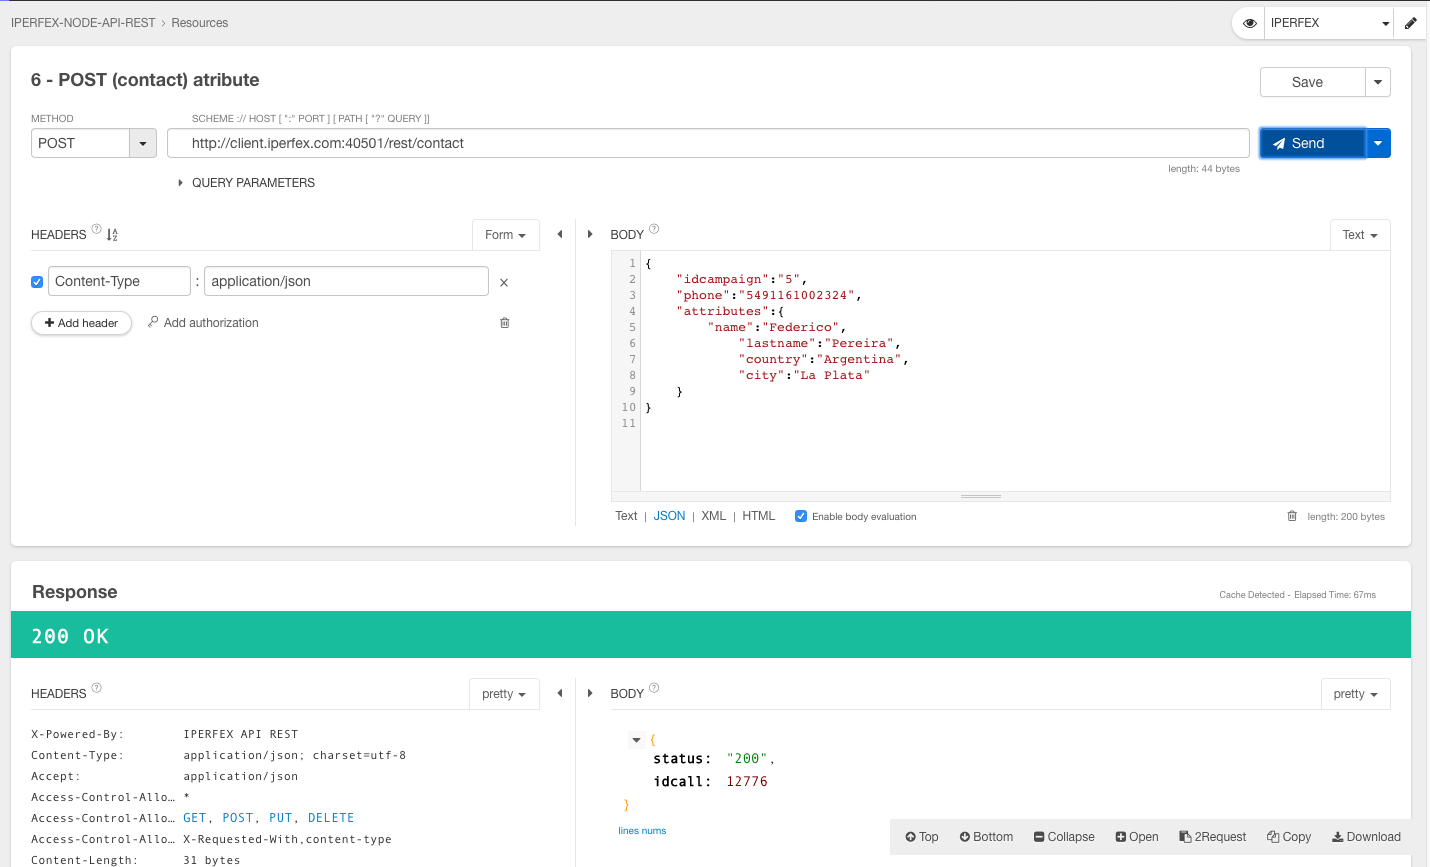 IPERFEX-NODE-API-REST › Resources
IPERFEX
6 - POST (contact) atribute
Save
METHOD
SCHEME :// HOST [ ":" PORT ] [ PATH [ "?" QUERY ]]
POST
http://client.iperfex.com:40501/rest/contact
Send
length: 44 bytes
QUERY PARAMETERS
HEADERS ?
Form
BODY ?
Text
Content-Type : application/json ×
+ Add header
Add authorization
1 {
2 "idcampaign":"5",
3 "phone":"5491161002324",
4 "attributes":{
5 "name":"Federico",
6 "lastname":"Pereira",
7 "country":"Argentina",
8 "city":"La Plata"
9 }
10 }
11
Text | JSON | XML | HTML
Enable body evaluation
length: 200 bytes
Response
Cache Detected - Elapsed Time: 67ms
200 OK
HEADERS ?
pretty
BODY ?
pretty
X-Powered-By: IPERFEX API REST
Content-Type: application/json; charset=utf-8
Accept: application/json
Access-Control-Allo… *
Access-Control-Allo… GET, POST, PUT, DELETE
Access-Control-Allo… X-Requested-With,content-type
Content-Length: 31 bytes
{
status: "200",
idcall: 12776
}
lines nums
Top
Bottom
Collapse
Open
2Request
Copy
Download